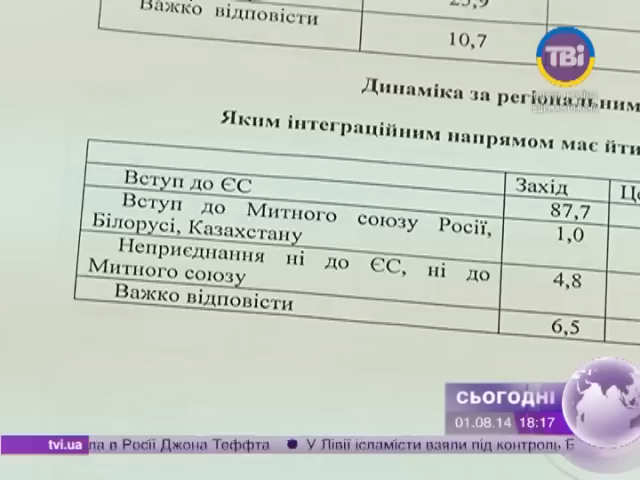 Важко відповісти
10,7
ТВі
Динаміка за регіональним
Яким інтеграційним напрямом має йти
Захід
Вступ до ЄС 87,7
Вступ до Митного союзу Росії, 1,0
Білорусі, Казахстану
Неприєднання ні до ЄС, ні до 4,8
Митного союзу
Важко відповісти 6,5
СЬОГОДНІ
01.08.14 18:17
tvi.ua ла в Росії Джона Теффта ● У Лівії ісламісти взяли під контроль Б